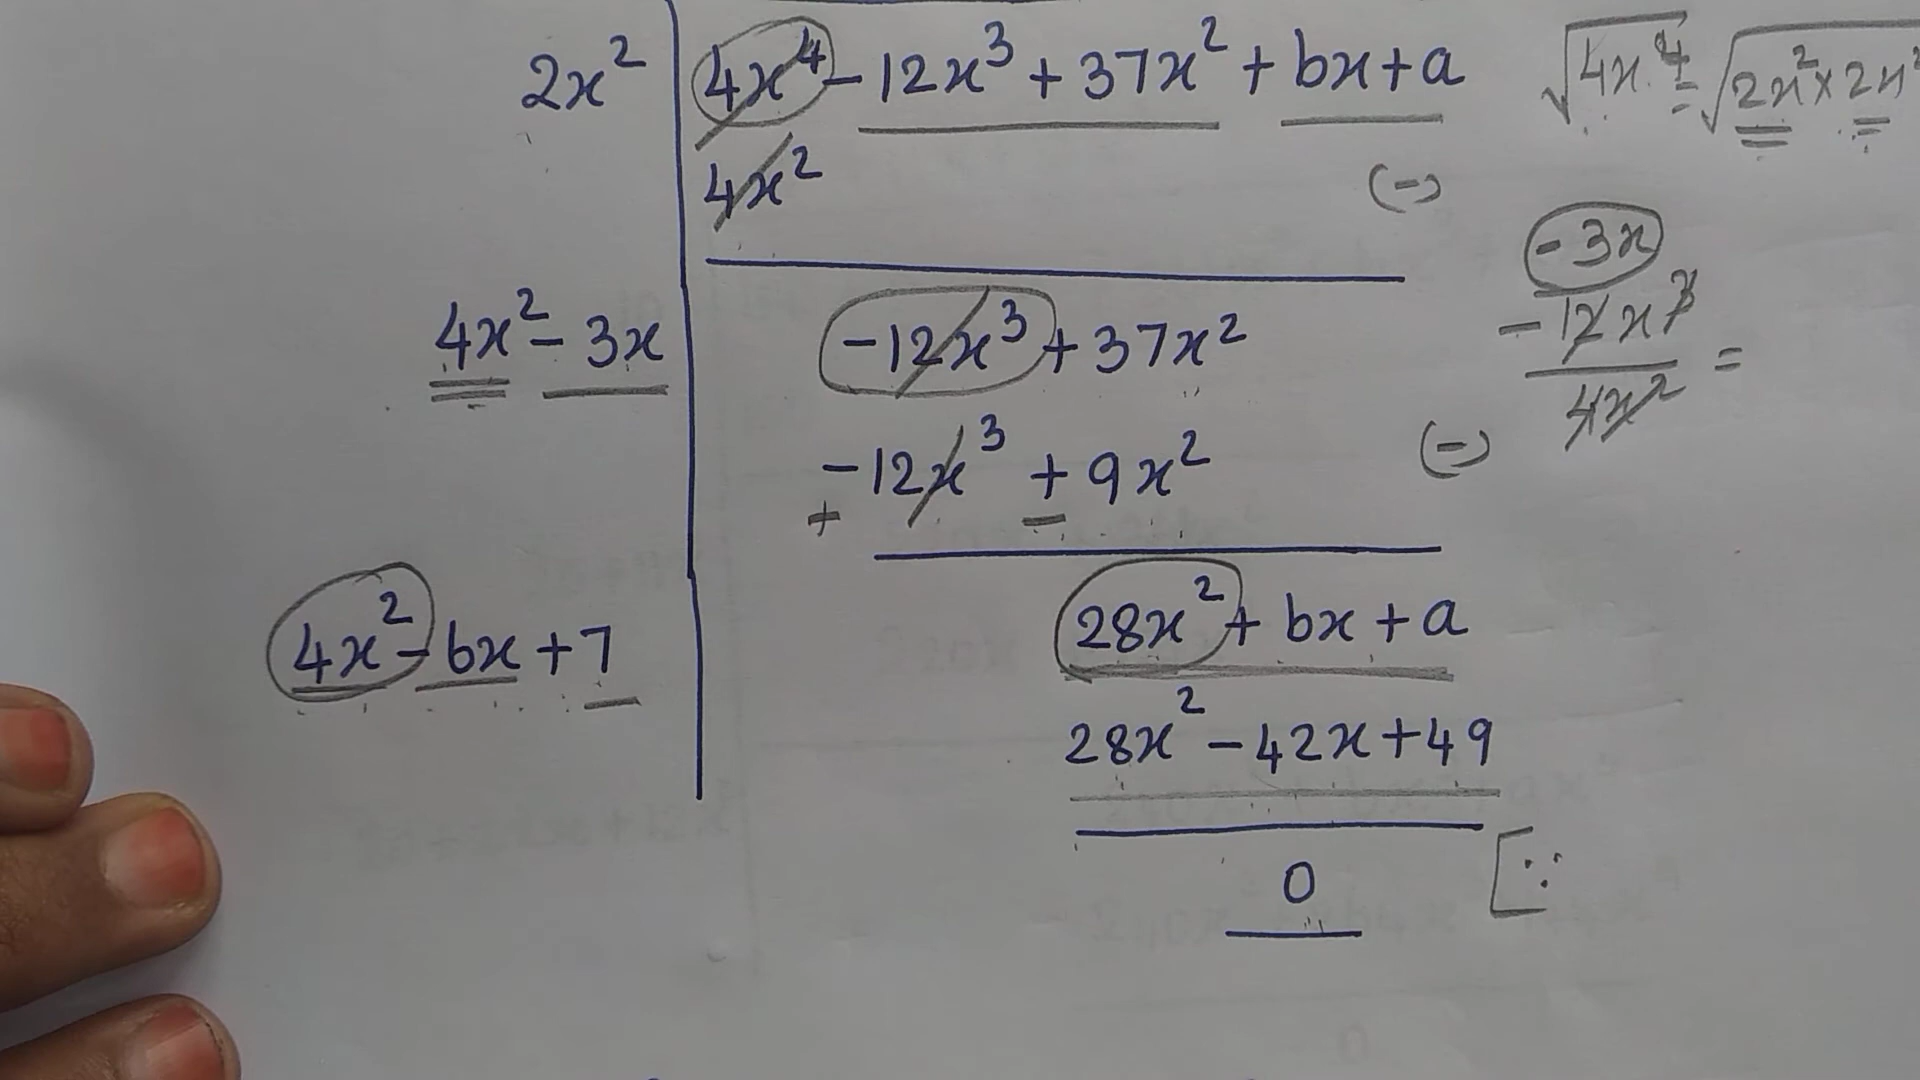 2x² 4x⁴ - 12x³ + 37x² + bx + a
√4x⁴ = √2x² × 2x²
4x² (-)
-3x
4x² - 3x -12x³ + 37x²
-12x³ / 4x² =
-12x³ + 9x² (-)
+ -
4x² - 6x + 7 28x² + bx + a
28x² - 42x + 49
0 [∵